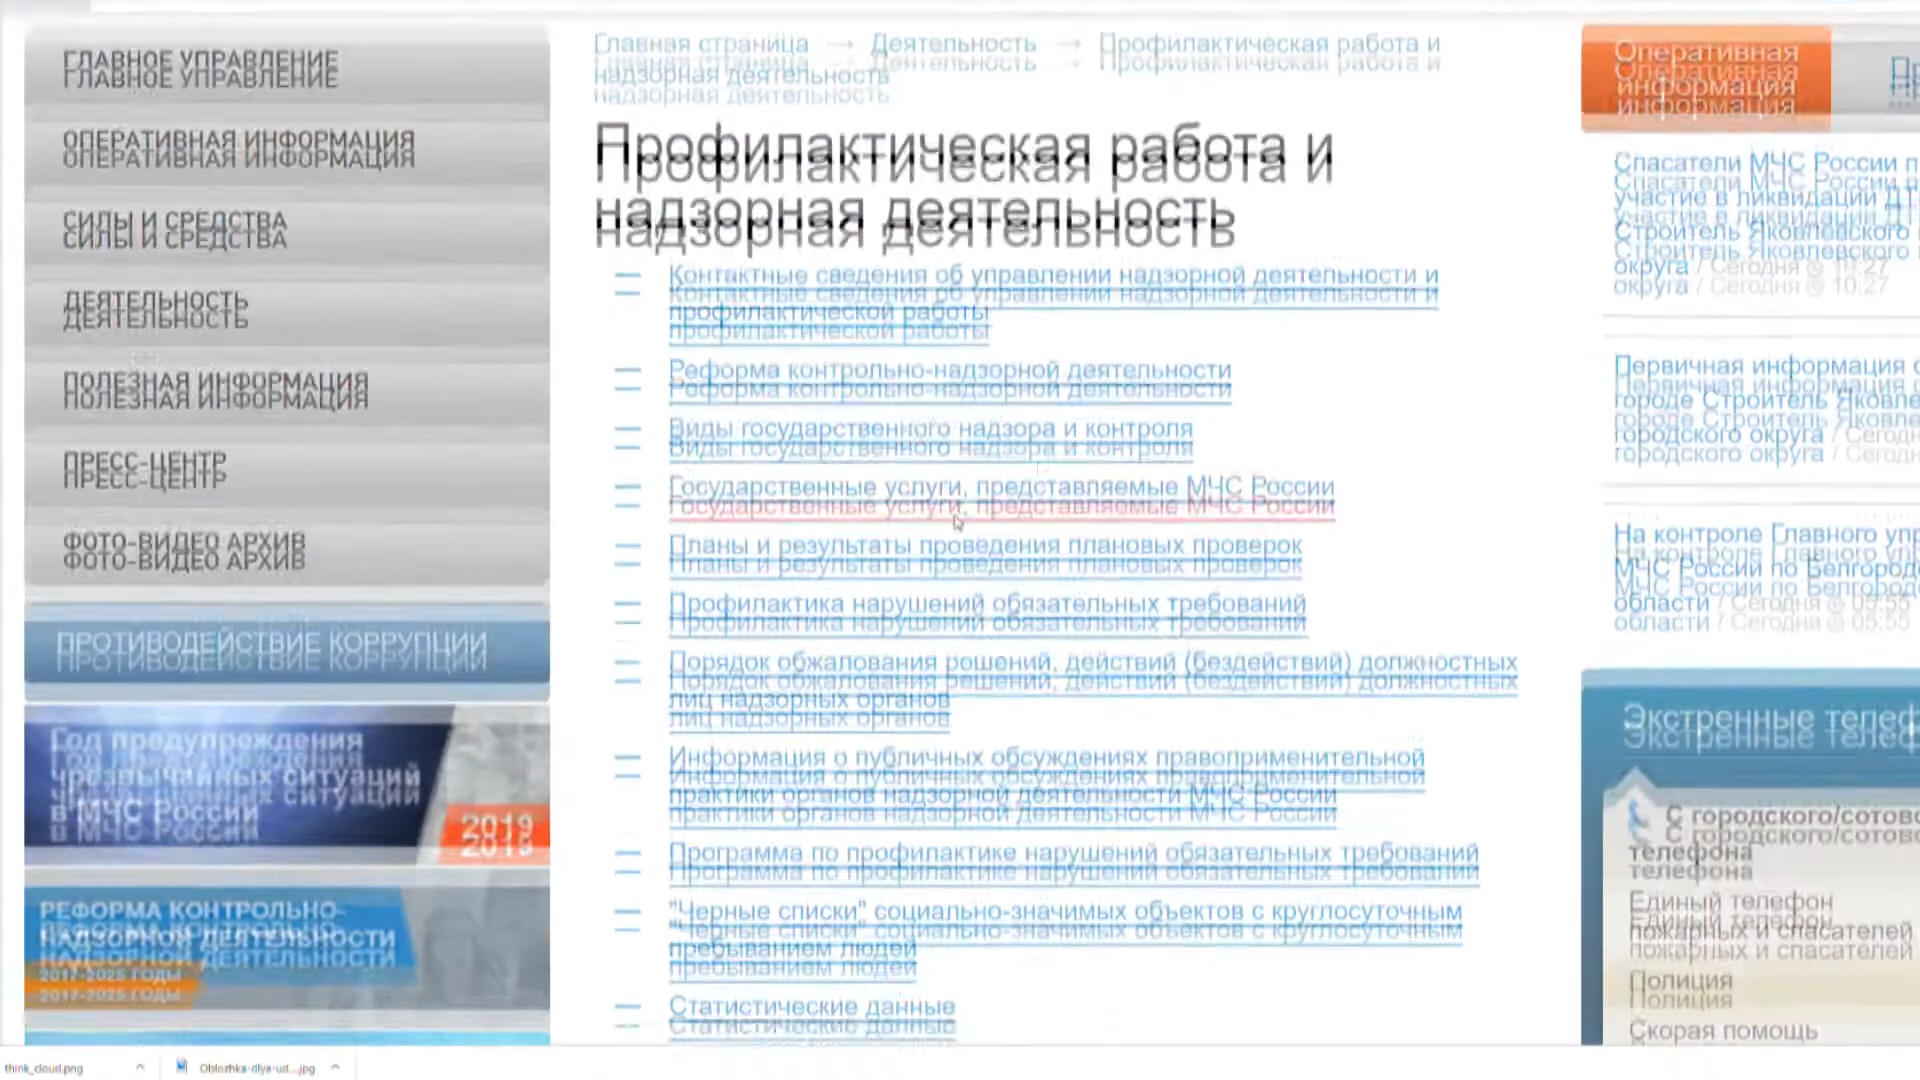 ГЛАВНОЕ УПРАВЛЕНИЕ
ОПЕРАТИВНАЯ ИНФОРМАЦИЯ
СИЛЫ И СРЕДСТВА
ДЕЯТЕЛЬНОСТЬ
ПОЛЕЗНАЯ ИНФОРМАЦИЯ
ПРЕСС-ЦЕНТР
ФОТО-ВИДЕО АРХИВ
ПРОТИВОДЕЙСТВИЕ КОРРУПЦИИ
Год предупреждения
чрезвычайных ситуаций
в МЧС России
2019
РЕФОРМА КОНТРОЛЬНО-
НАДЗОРНОЙ ДЕЯТЕЛЬНОСТИ
2017-2025 ГОДЫ
Главная страница → Деятельность → Профилактическая работа и
надзорная деятельность
Профилактическая работа и
надзорная деятельность
Контактные сведения об управлении надзорной деятельности и
профилактической работы
Реформа контрольно-надзорной деятельности
Виды государственного надзора и контроля
Государственные услуги, представляемые МЧС России
Планы и результаты проведения плановых проверок
Профилактика нарушений обязательных требований
Порядок обжалования решений, действий (бездействий) должностных
лиц надзорных органов
Информация о публичных обсуждениях правоприменительной
практики органов надзорной деятельности МЧС России
Программа по профилактике нарушений обязательных требований
"Черные списки" социально-значимых объектов с круглосуточным
пребыванием людей
Статистические данные
Оперативная
информация
Спасатели МЧС России п
участие в ликвидации ДТ
Строитель Яковлевского
округа / Сегодня 10:27
Первичная информация о
городе Строитель Яковле
городского округа / Сегодн
На контроле Главного упр
МЧС России по Белгородс
области / Сегодня 05:55
Экстренные телеф
С городского/сотово
телефона
Единый телефон
пожарных и спасателей
Полиция
Скорая помощь
think_cloud.png
Oblozhka-dlya-ud....jpg